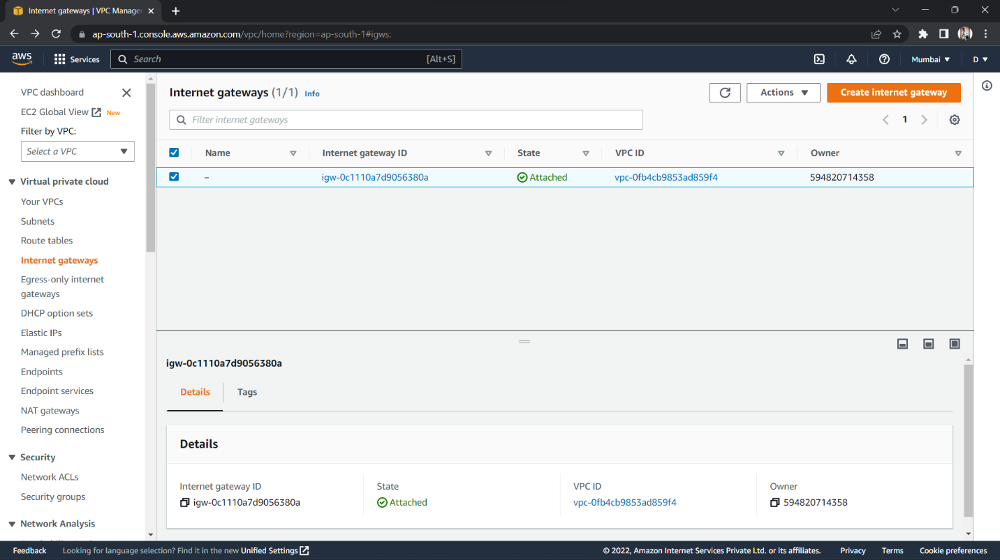 Internet gateways | VPC Manage
ap-south-1.console.aws.amazon.com/vpc/home?region=ap-south-1#igws:
aws
Services
Search
[Alt+S]
Mumbai
D
VPC dashboard
EC2 Global View
New
Filter by VPC:
Select a VPC
Virtual private cloud
Your VPCs
Subnets
Route tables
Internet gateways
Egress-only internet
gateways
DHCP option sets
Elastic IPs
Managed prefix lists
Endpoints
Endpoint services
NAT gateways
Peering connections
Security
Network ACLs
Security groups
Network Analysis
Internet gateways (1/1) Info
Actions
Create internet gateway
Filter internet gateways
1
Name
Internet gateway ID
State
VPC ID
Owner
–
igw-0c1110a7d9056380a
Attached
vpc-0fb4cb9853ad859f4
594820714358
igw-0c1110a7d9056380a
Details
Tags
Details
Internet gateway ID
igw-0c1110a7d9056380a
State
Attached
VPC ID
vpc-0fb4cb9853ad859f4
Owner
594820714358
Feedback
Looking for language selection? Find it in the new Unified Settings
© 2022, Amazon Internet Services Private Ltd. or its affiliates.
Privacy
Terms
Cookie preferences